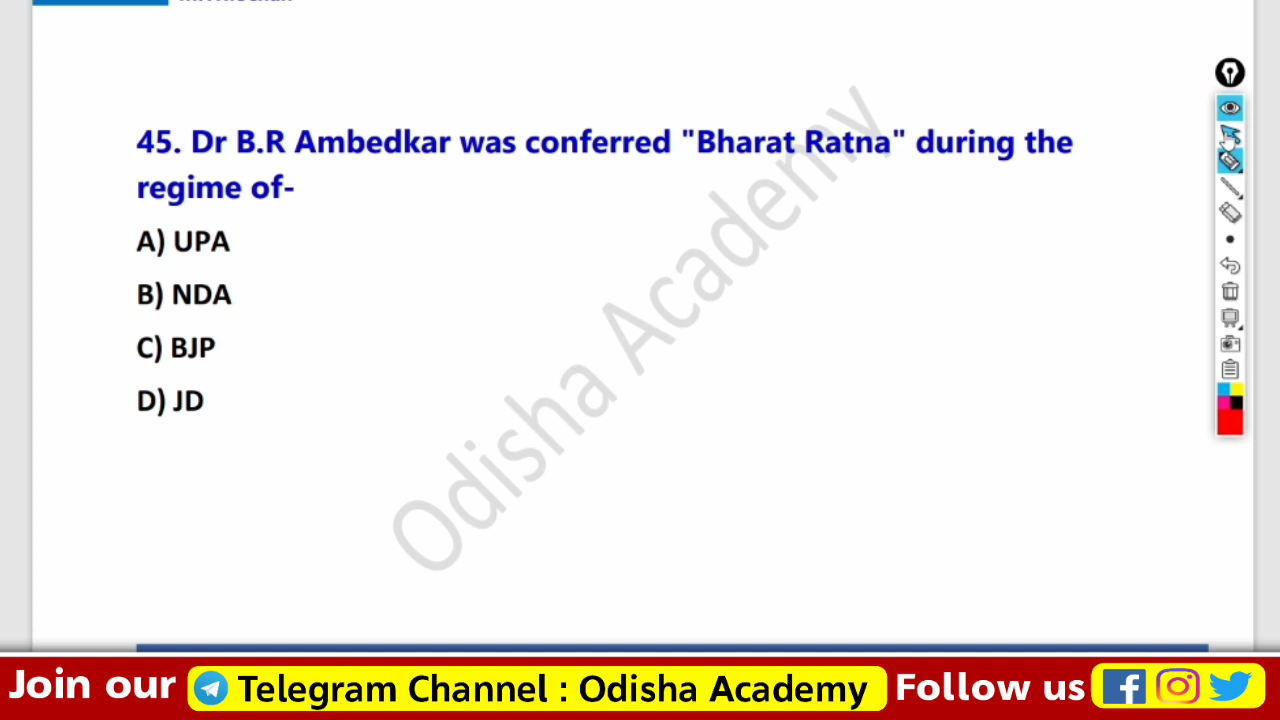 45. Dr B.R Ambedkar was conferred "Bharat Ratna" during the
regime of-
A) UPA
B) NDA
C) BJP
D) JD
Odisha Academy
Join our Telegram Channel : Odisha Academy Follow us